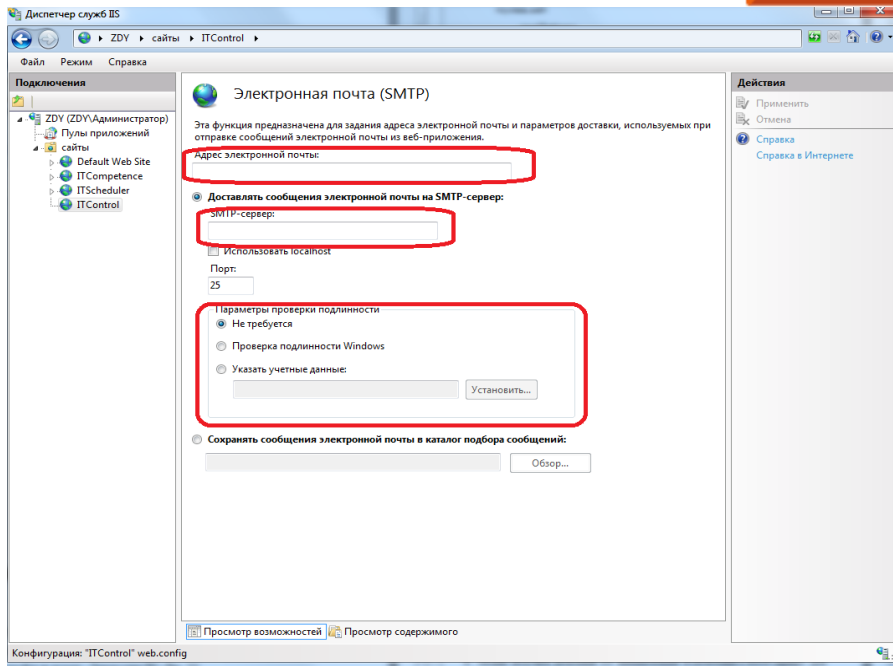 Диспетчер служб IIS
ZDY сайты ITControl
Файл Режим Справка
Подключения
ZDY (ZDY\Администратор)
Пулы приложений
сайты
Default Web Site
ITCompetence
ITScheduler
ITControl
Электронная почта (SMTP)
Эта функция предназначена для задания адреса электронной почты и параметров доставки, используемых при
отправке сообщений электронной почты из веб-приложения.
Адрес электронной почты:
Доставлять сообщения электронной почты на SMTP-сервер:
SMTP-сервер:
Использовать localhost
Порт:
25
Параметры проверки подлинности
Не требуется
Проверка подлинности Windows
Указать учетные данные:
Установить...
Сохранять сообщения электронной почты в каталог подбора сообщений:
Обзор...
Просмотр возможностей Просмотр содержимого
Действия
Применить
Отмена
Справка
Справка в Интернете
Конфигурация: "ITControl" web.config